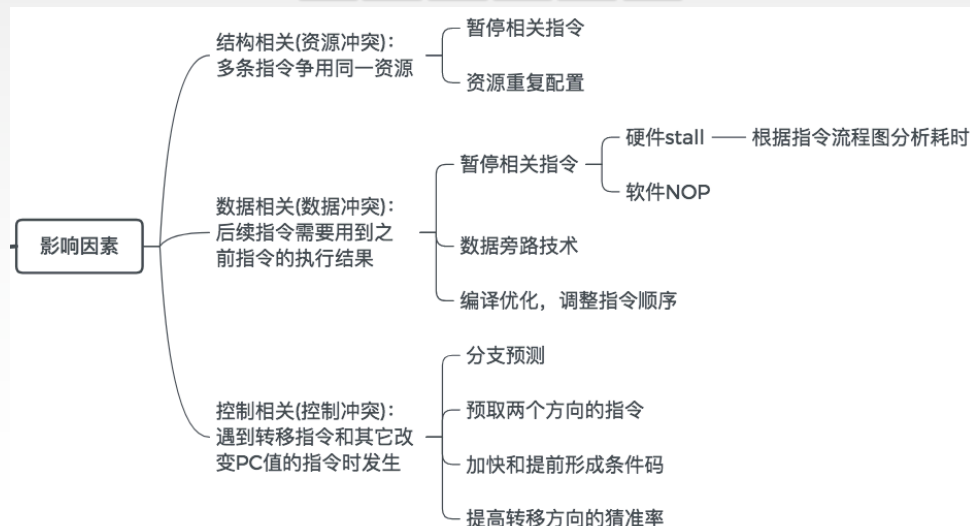 影响因素
结构相关(资源冲突)：
多条指令争用同一资源
暂停相关指令
资源重复配置
数据相关(数据冲突)：
后续指令需要用到之
前指令的执行结果
暂停相关指令
硬件stall
根据指令流程图分析耗时
软件NOP
数据旁路技术
编译优化，调整指令顺序
控制相关(控制冲突)：
遇到转移指令和其它改
变PC值的指令时发生
分支预测
预取两个方向的指令
加快和提前形成条件码
提高转移方向的猜准率